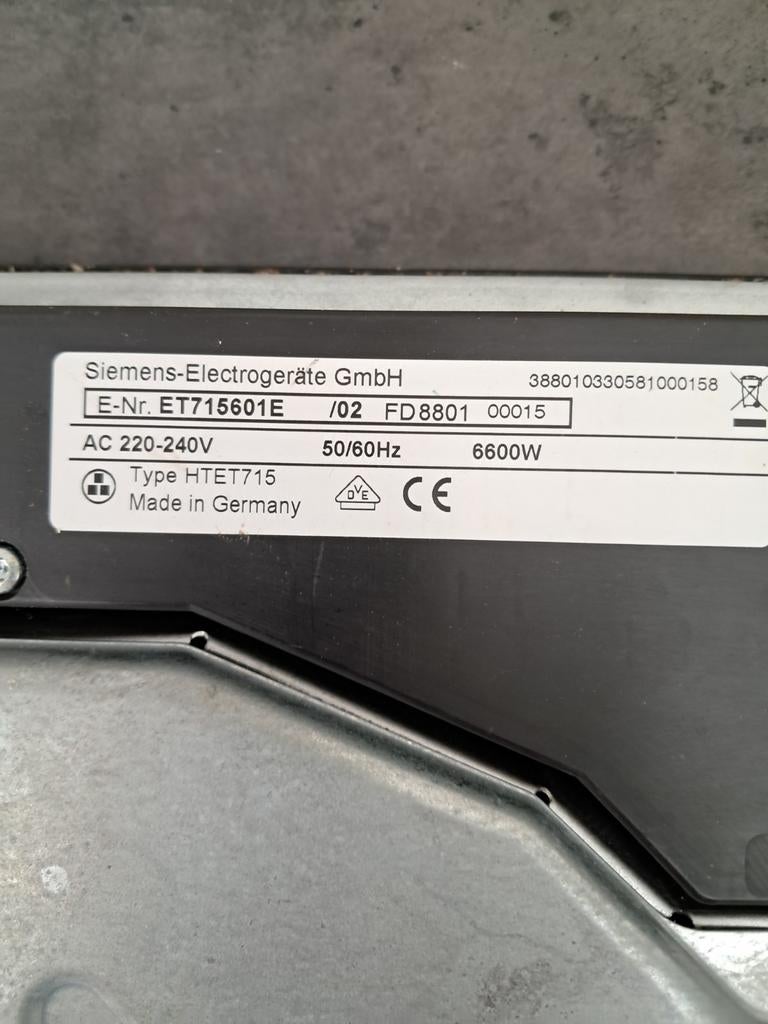 Siemens-Electrogeräte GmbH 388010330581000158
E-Nr. ET715601E /02 FD 8801 00015
AC 220-240V 50/60Hz 6600W
Type HTET715
Made in Germany
DVE CE